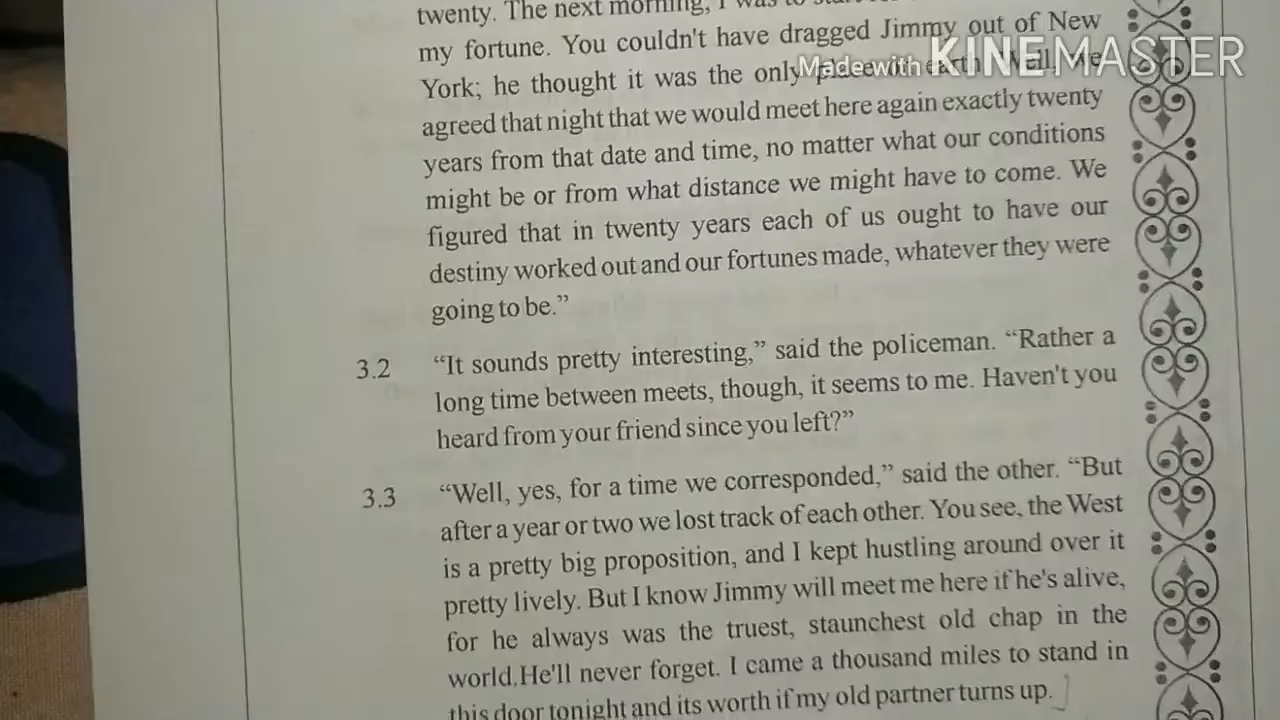 twenty. The next morning, I was to start for
my fortune. You couldn't have dragged Jimmy out of New
York; he thought it was the only place on earth. Well, we
Made with KINEMASTER
agreed that night that we would meet here again exactly twenty
years from that date and time, no matter what our conditions
might be or from what distance we might have to come. We
figured that in twenty years each of us ought to have our
destiny worked out and our fortunes made, whatever they were
going to be.”
3.2 “It sounds pretty interesting,” said the policeman. “Rather a
long time between meets, though, it seems to me. Haven't you
heard from your friend since you left?”
3.3 “Well, yes, for a time we corresponded,” said the other. “But
after a year or two we lost track of each other. You see, the West
is a pretty big proposition, and I kept hustling around over it
pretty lively. But I know Jimmy will meet me here if he's alive,
for he always was the truest, staunchest old chap in the
world.He'll never forget. I came a thousand miles to stand in
this door tonight and its worth if my old partner turns up.